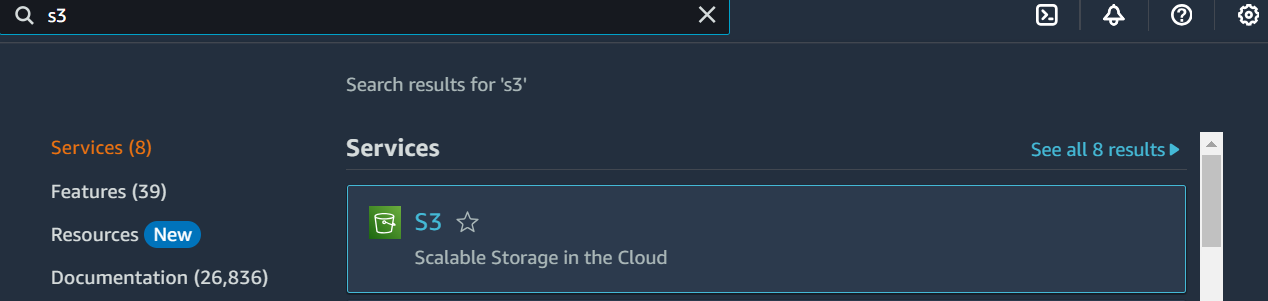 s3
Search results for 's3'
Services (8)
Features (39)
Resources New
Documentation (26,836)
Services
See all 8 results
S3
Scalable Storage in the Cloud